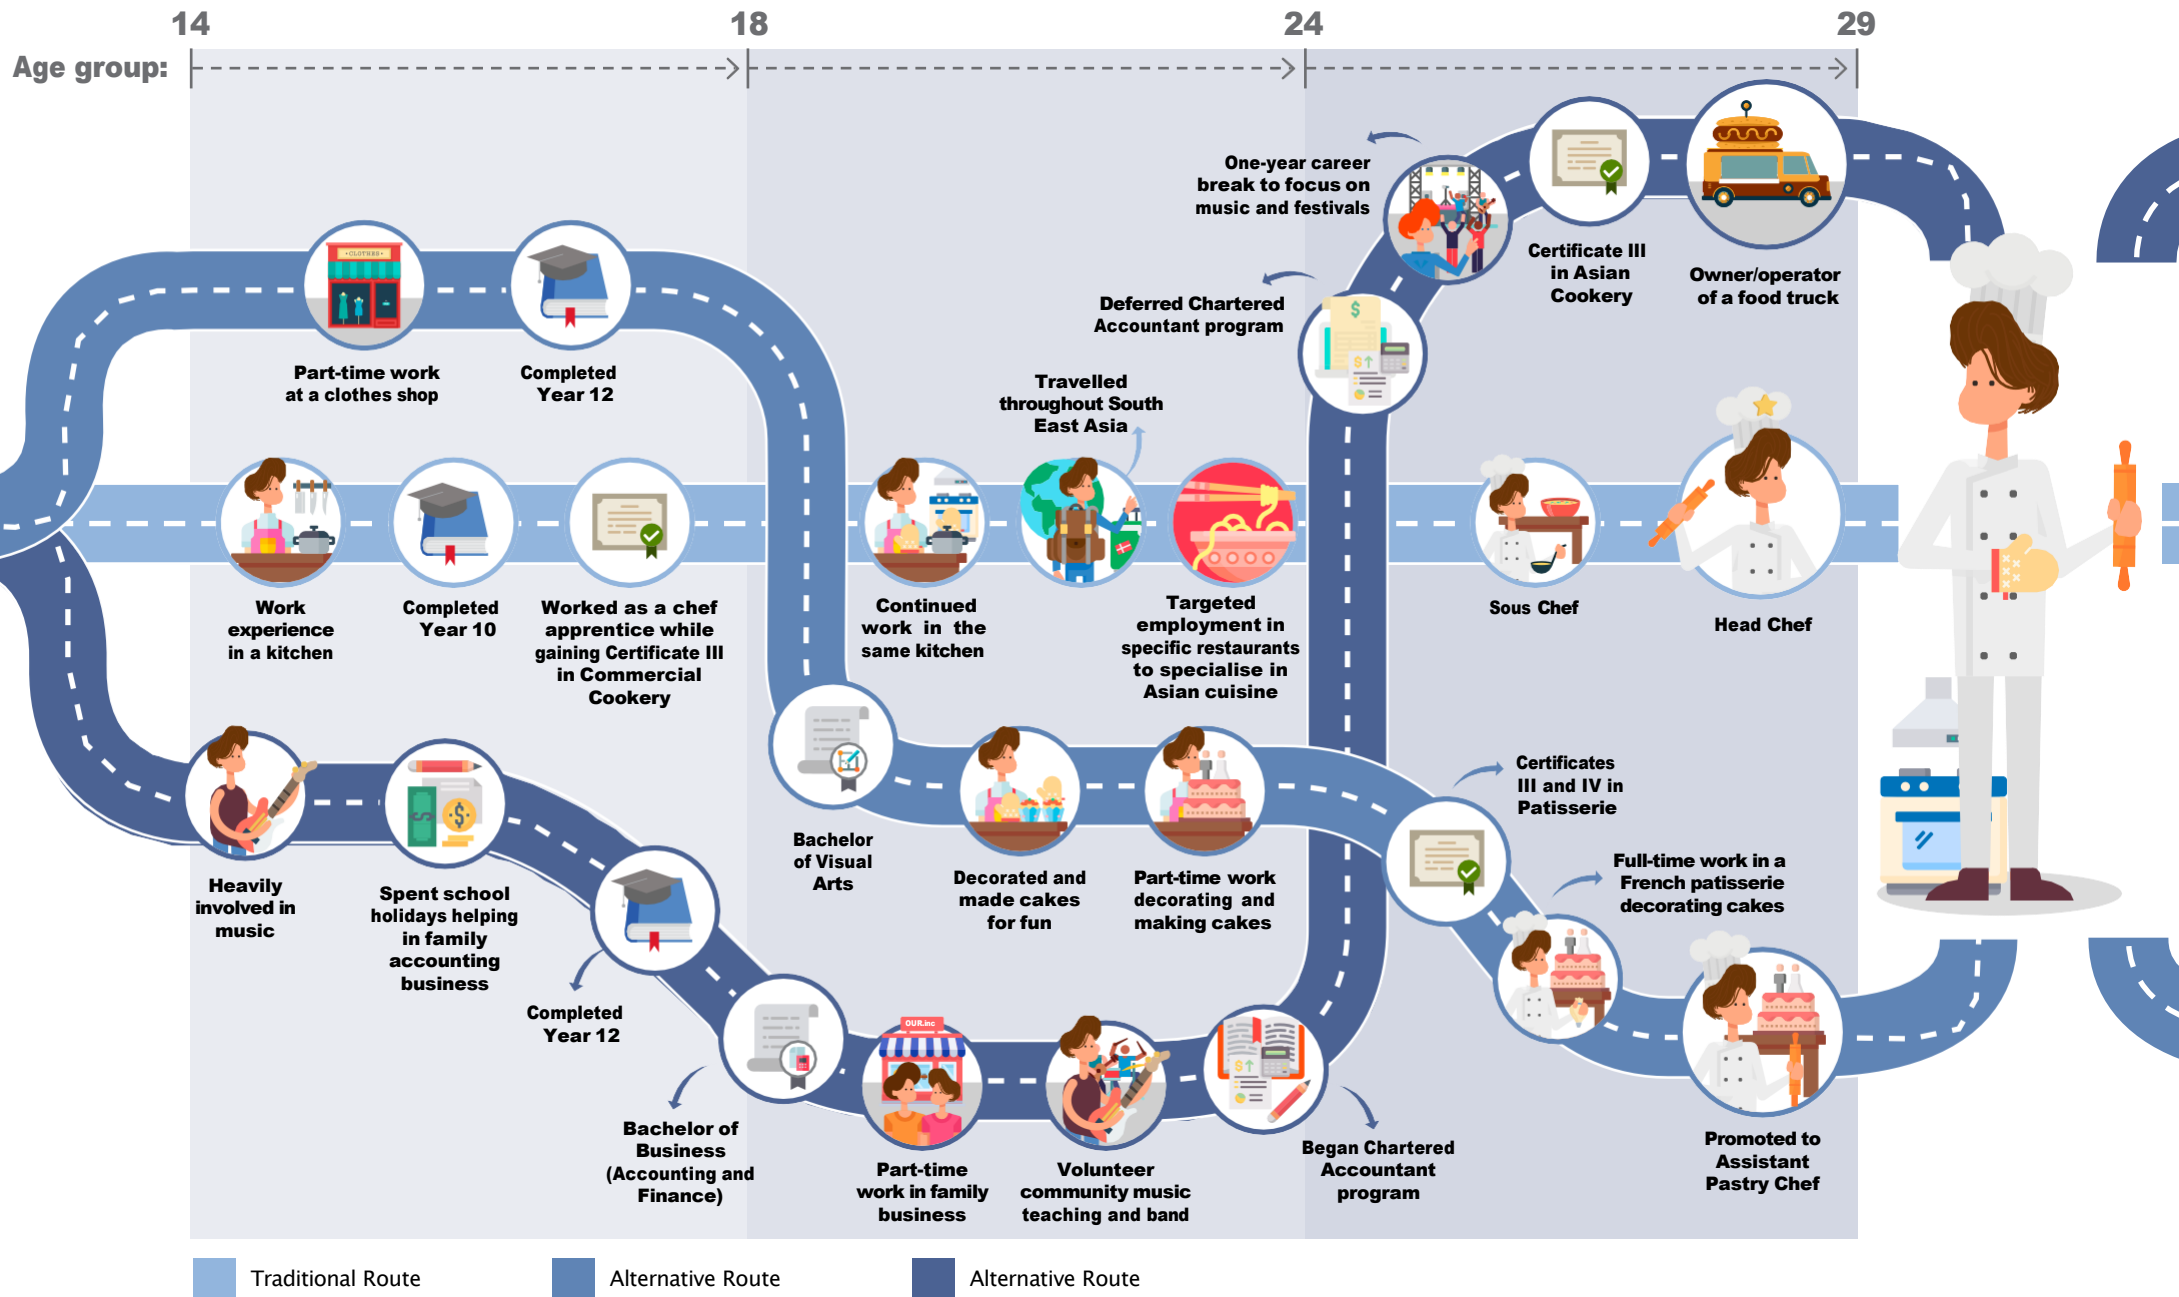 14
18
24
29
Age group:
One-year career
break to focus on
music and festivals
Certificate III
in Asian
Cookery
Owner/operator
of a food truck
Deferred Chartered
Accountant program
•CLOTHES•
Part-time work
at a clothes shop
Completed
Year 12
Travelled
throughout South
East Asia
Work
experience
in a kitchen
Completed
Year 10
Worked as a chef
apprentice while
gaining Certificate III
in Commercial
Cookery
Continued
work in the
same kitchen
Targeted
employment in
specific restaurants
to specialise in
Asian cuisine
Sous Chef
Head Chef
Heavily
involved in
music
Spent school
holidays helping
in family
accounting
business
Completed
Year 12
Bachelor
of Visual
Arts
Decorated and
made cakes
for fun
Part-time work
decorating and
making cakes
Certificates
III and IV in
Patisserie
Full-time work in a
French patisserie
decorating cakes
Promoted to
Assistant
Pastry Chef
Bachelor of
Business
(Accounting and
Finance)
OUR.inc
Part-time
work in family
business
Volunteer
community music
teaching and band
Began Chartered
Accountant
program
Traditional Route
Alternative Route
Alternative Route